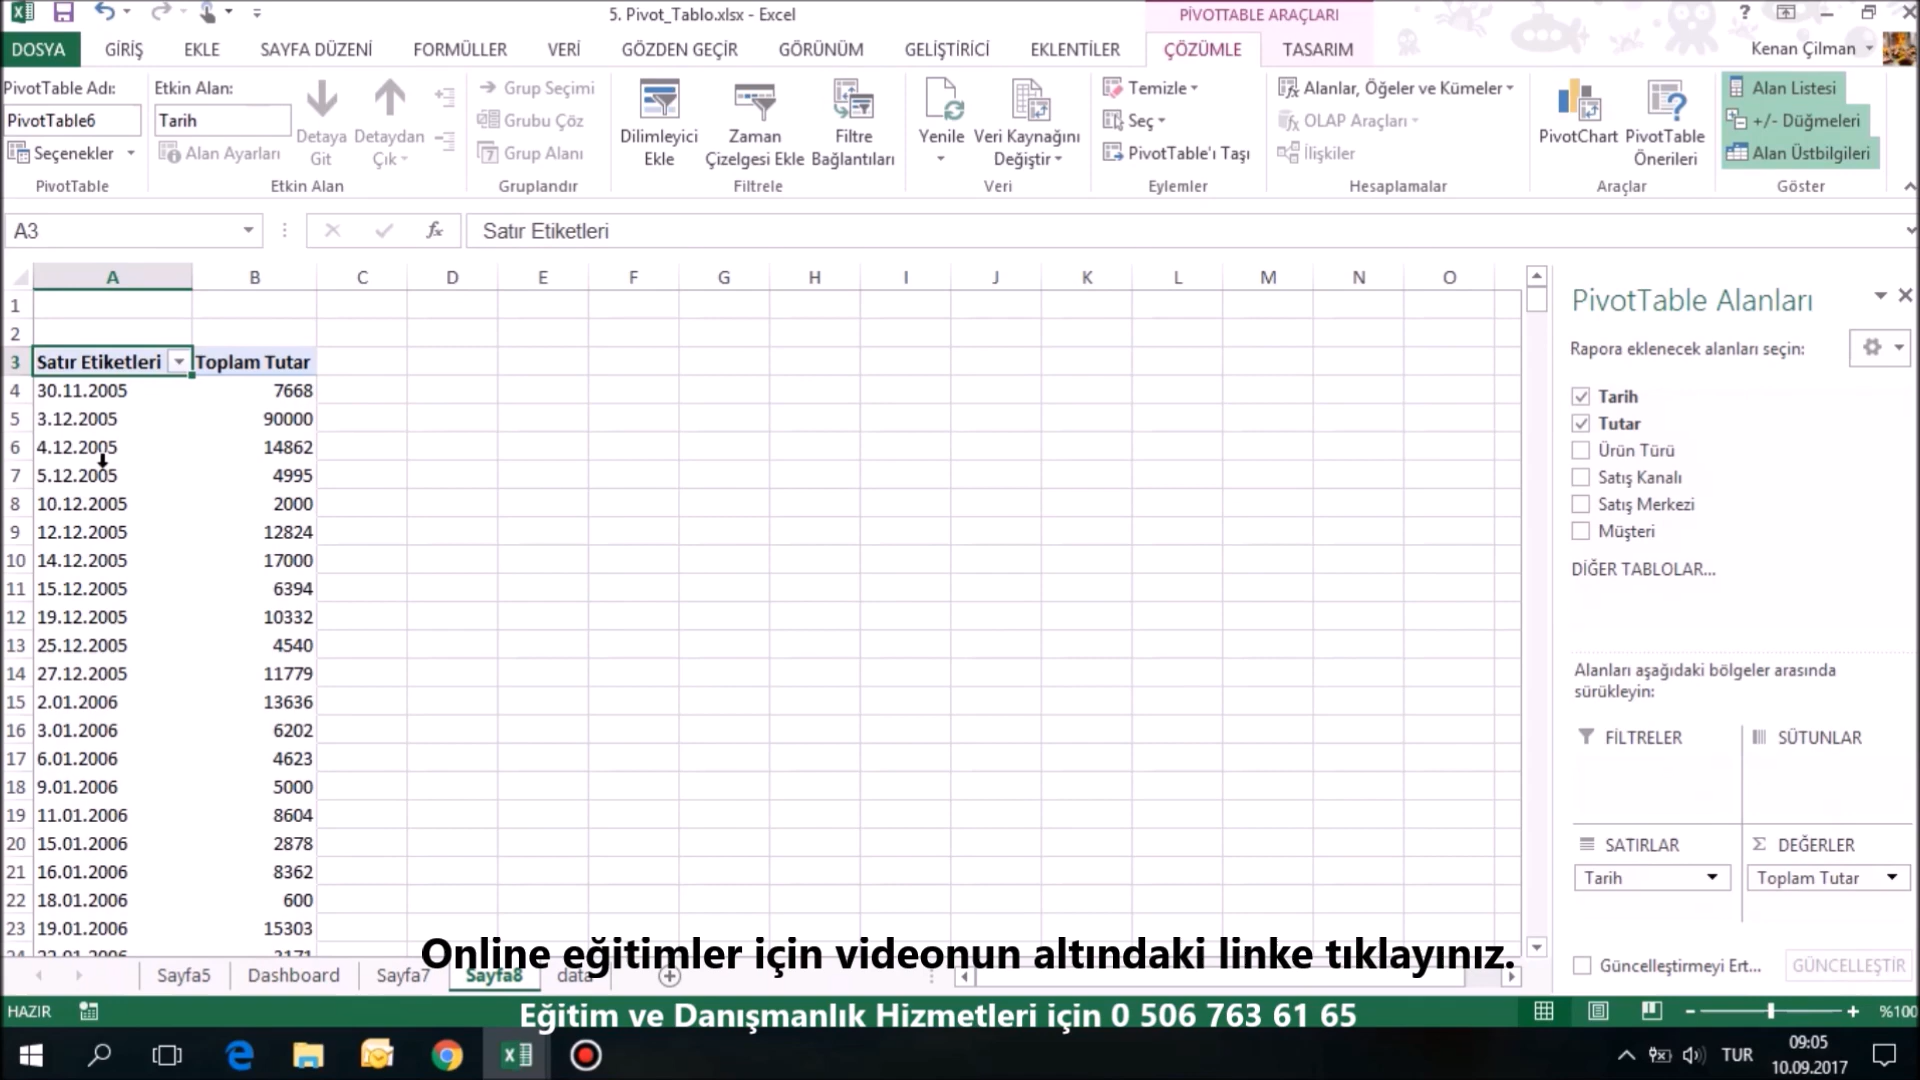 5. Pivot_Tablo.xlsx - Excel
PIVOTTABLE ARAÇLARI
DOSYA GİRİŞ EKLE SAYFA DÜZENİ FORMÜLLER VERİ GÖZDEN GEÇİR GÖRÜNÜM GELİŞTİRİCİ EKLENTİLER ÇÖZÜMLE TASARIM
Kenan Çilman
PivotTable Adı:
PivotTable6
Seçenekler
PivotTable
Etkin Alan:
Tarih
Alan Ayarları
Detaya Git
Detaydan Çık
Etkin Alan
Grup Seçimi
Grubu Çöz
Grup Alanı
Gruplandır
Dilimleyici Ekle
Zaman Çizelgesi Ekle
Filtre Bağlantıları
Filtrele
Yenile
Veri Kaynağını Değiştir
Veri
Temizle
Seç
PivotTable'ı Taşı
Eylemler
Alanlar, Öğeler ve Kümeler
OLAP Araçları
İlişkiler
Hesaplamalar
PivotChart
PivotTable Önerileri
Araçlar
Alan Listesi
+/- Düğmeleri
Alan Üstbilgileri
Göster
A3
fx
Satır Etiketleri
A B C D E F G H I J K L M N O
1
2
3 Satır Etiketleri Toplam Tutar
4 30.11.2005 7668
5 3.12.2005 90000
6 4.12.2005 14862
7 5.12.2005 4995
8 10.12.2005 2000
9 12.12.2005 12824
10 14.12.2005 17000
11 15.12.2005 6394
12 19.12.2005 10332
13 25.12.2005 4540
14 27.12.2005 11779
15 2.01.2006 13636
16 3.01.2006 6202
17 6.01.2006 4623
18 9.01.2006 5000
19 11.01.2006 8604
20 15.01.2006 2878
21 16.01.2006 8362
22 18.01.2006 600
23 19.01.2006 15303
PivotTable Alanları
Rapora eklenecek alanları seçin:
Tarih
Tutar
Ürün Türü
Satış Kanalı
Satış Merkezi
Müşteri
DİĞER TABLOLAR...
Alanları aşağıdaki bölgeler arasında
sürükleyin:
FİLTRELER
SÜTUNLAR
SATIRLAR
DEĞERLER
Tarih
Toplam Tutar
Güncelleştirmeyi Ert...
GÜNCELLEŞTİR
Online eğitimler için videonun altındaki linke tıklayınız.
Sayfa5 Dashboard Sayfa7 Sayfa8 data
HAZIR
Eğitim ve Danışmanlık Hizmetleri için 0 506 763 61 65
%100
TUR
09:05
10.09.2017